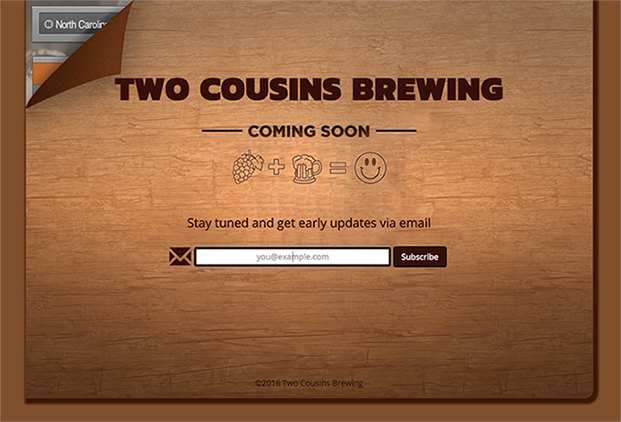 North Carolin
TWO COUSINS BREWING
COMING SOON
Stay tuned and get early updates via email
you@example.com
Subscribe
©2016 Two Cousins Brewing